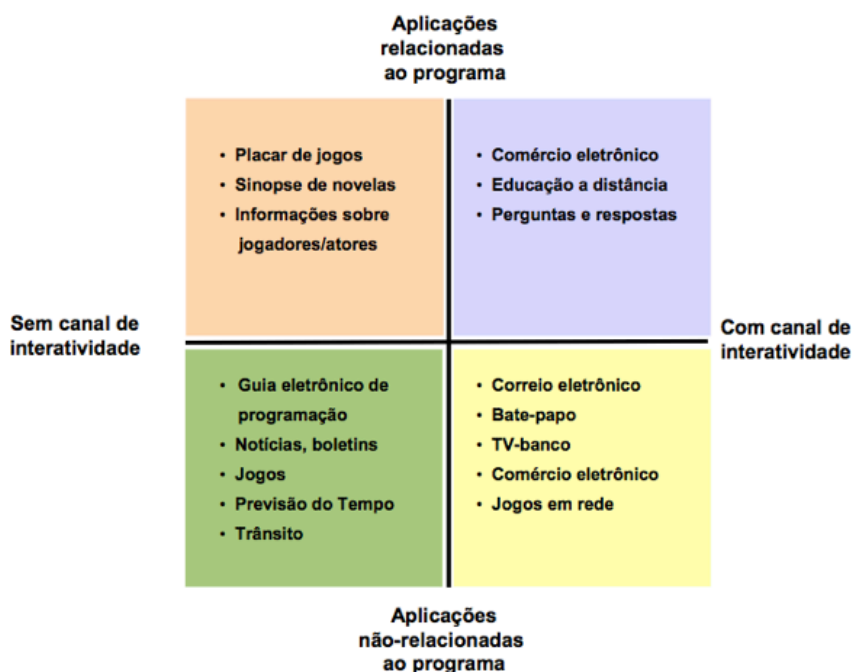 Aplicações
relacionadas
ao programa
• Placar de jogos
• Sinopse de novelas
• Informações sobre
jogadores/atores
• Comércio eletrônico
• Educação a distância
• Perguntas e respostas
Sem canal de
interatividade
Com canal de
interatividade
• Guia eletrônico de
programação
• Notícias, boletins
• Jogos
• Previsão do Tempo
• Trânsito
• Correio eletrônico
• Bate-papo
• TV-banco
• Comércio eletrônico
• Jogos em rede
Aplicações
não-relacionadas
ao programa